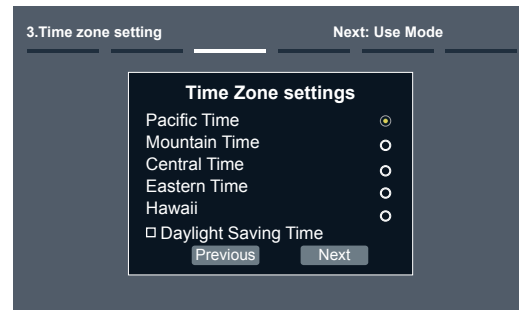 3.Time zone setting Next: Use Mode
Time Zone settings
Pacific Time
Mountain Time
Central Time
Eastern Time
Hawaii
Daylight Saving Time
Previous Next